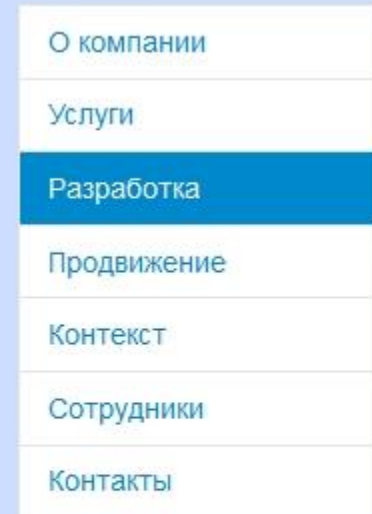 О компании
Услуги
Разработка
Продвижение
Контекст
Сотрудники
Контакты